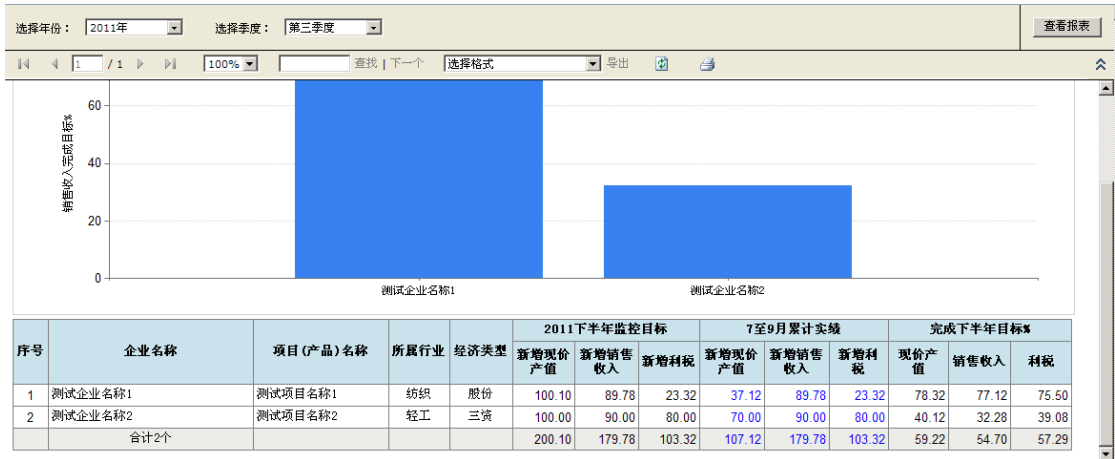 选择年份： 2011年 选择季度： 第三季度 查看报表
1 / 1 100% 查找 | 下一个 选择格式 导出
销售收入完成目标%
60
40
20
0
测试企业名称1 测试企业名称2
序号 企业名称 项目(产品)名称 所属行业 经济类型 2011下半年监控目标 7至9月累计实绩 完成下半年目标%
新增现价产值 新增销售收入 新增利税 新增现价产值 新增销售收入 新增利税 现价产值 销售收入 利税
1 测试企业名称1 测试项目名称1 纺织 股份 100.10 89.78 23.32 37.12 89.78 23.32 78.32 77.12 75.50
2 测试企业名称2 测试项目名称2 轻工 三资 100.00 90.00 80.00 70.00 90.00 80.00 40.12 32.28 39.08
合计2个 200.10 179.78 103.32 107.12 179.78 103.32 59.22 54.70 57.29